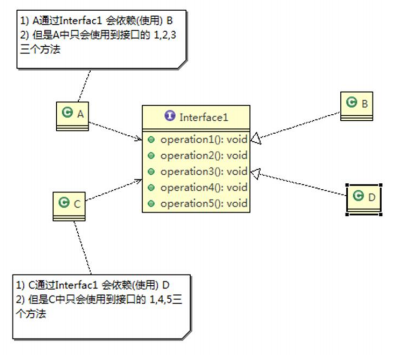 1) A通过Interfac1 会依赖(使用) B
2) 但是A中只会使用到接口的 1,2,3
三个方法
C A
I Interface1
operation1(): void
operation2(): void
operation3(): void
operation4(): void
operation5(): void
C B
C D
C C
1) C通过Interfac1 会依赖(使用) D
2) 但是C中只会使用到接口的 1,4,5三
个方法